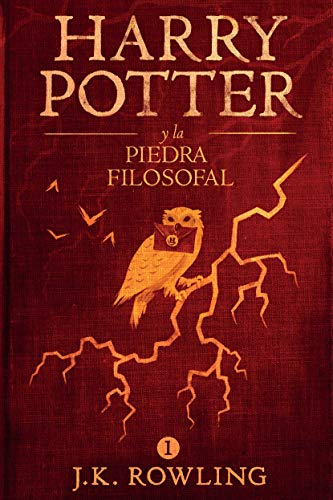 HARRY
POTTER
y la
PIEDRA
FILOSOFAL
H
1
J.K. ROWLING